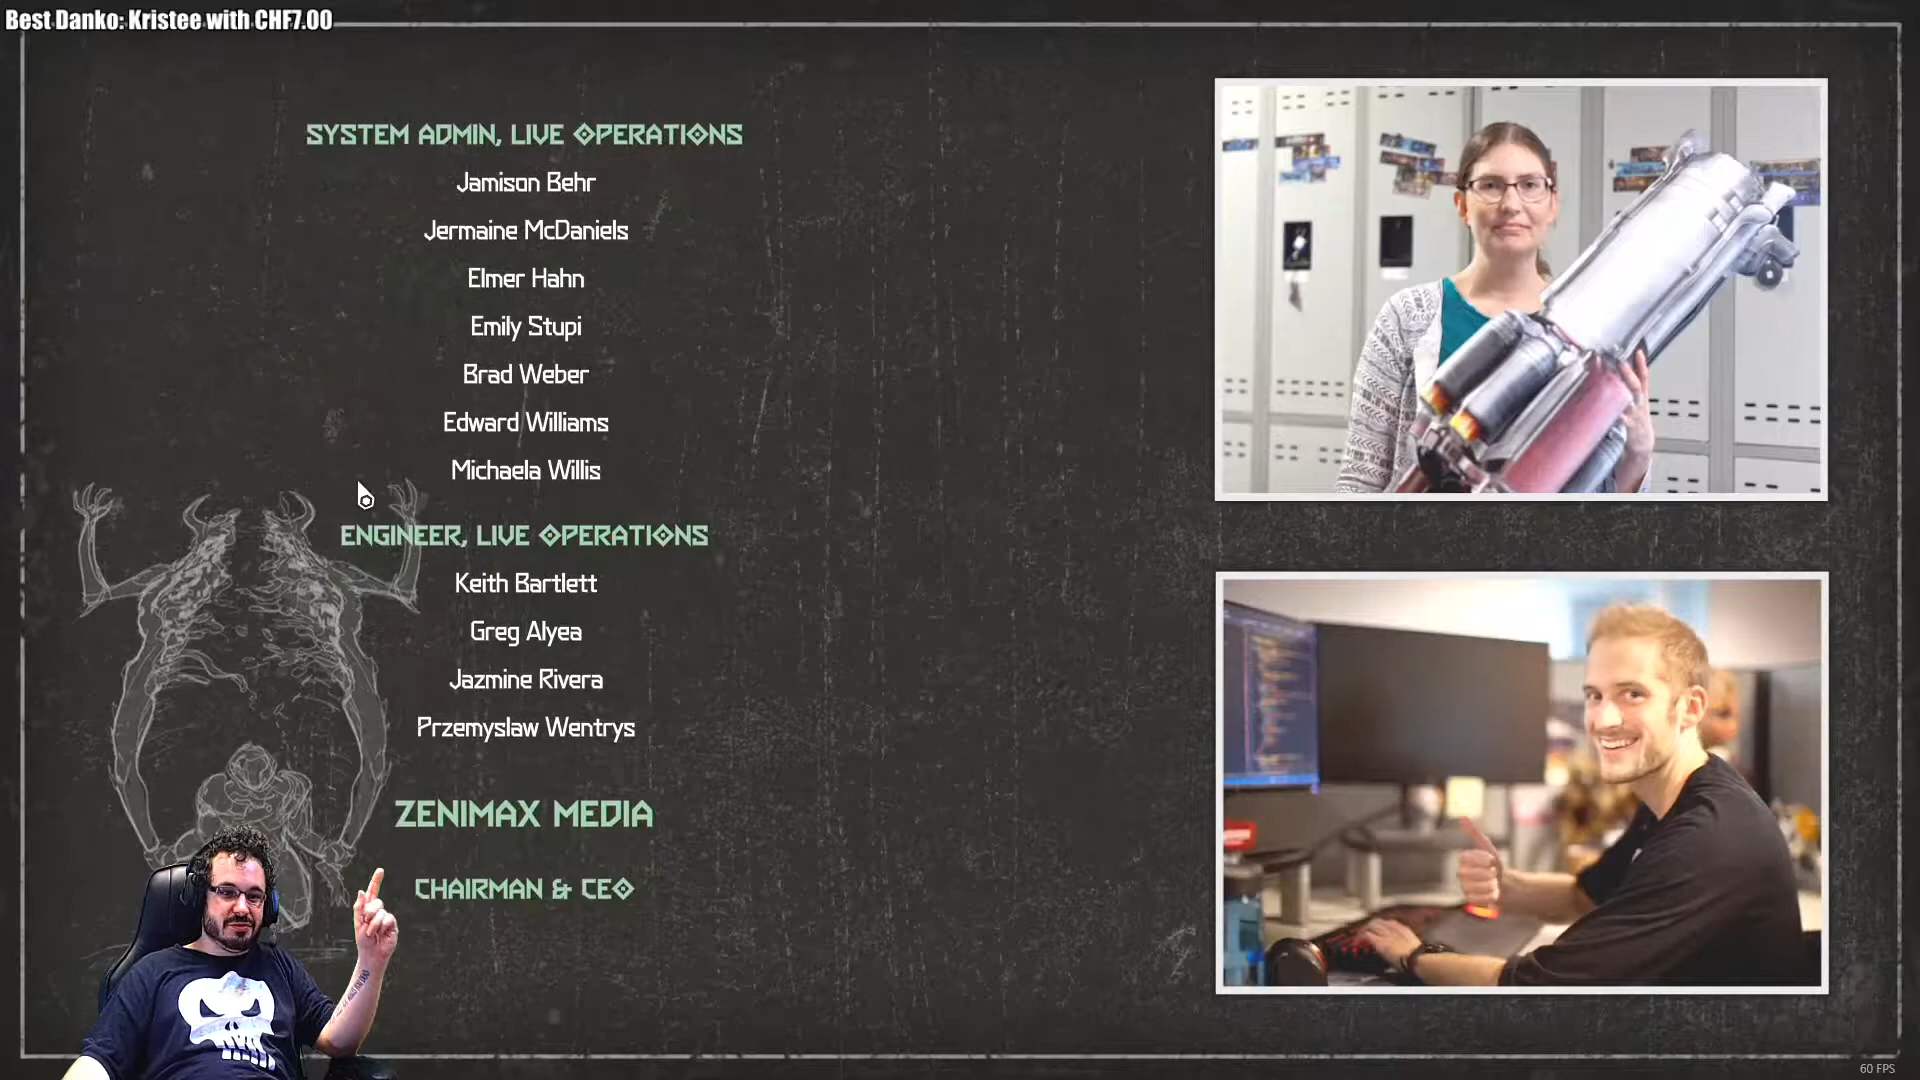 Best Danko: Kristee with CHF7.00
SYSTEM ADMIN, LIVE OPERATIONS
Jamison Behr
Jermaine McDaniels
Elmer Hahn
Emily Stupi
Brad Weber
Edward Williams
Michaela Willis
ENGINEER, LIVE OPERATIONS
Keith Bartlett
Greg Alyea
Jazmine Rivera
Przemyslaw Wentrys
ZENIMAX MEDIA
CHAIRMAN & CEO
60 FPS